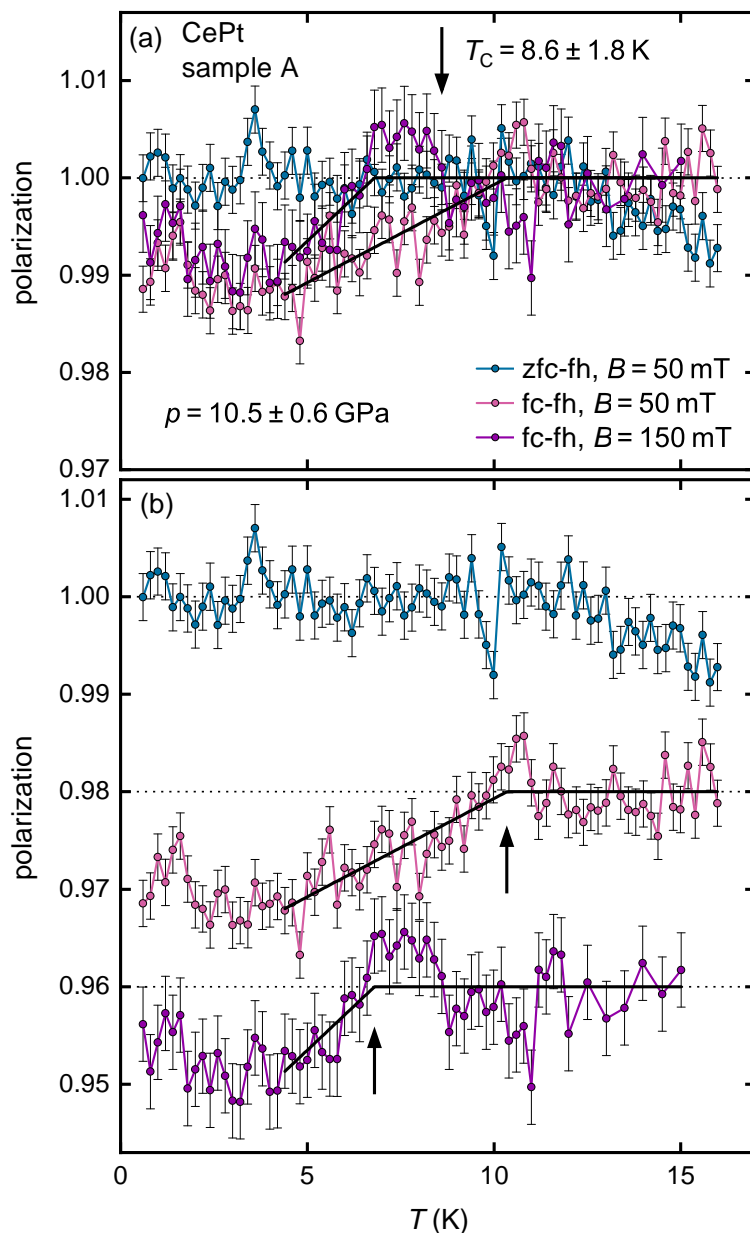 (a) CePt
sample A
T_C = 8.6 ± 1.8 K
1.01
1.00
0.99
0.98
0.97
polarization
zfc-fh, B = 50 mT
fc-fh, B = 50 mT
fc-fh, B = 150 mT
p = 10.5 ± 0.6 GPa
(b)
1.01
1.00
0.99
0.98
0.97
0.96
0.95
polarization
0 5 10 15
T (K)